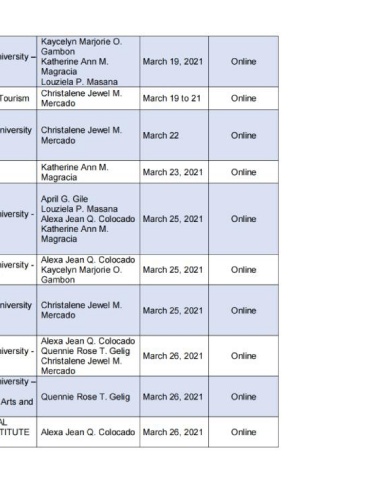 niversity –
Kaycelyn Marjorie O.
Gambon
Katherine Ann M.
Magracia
Louziela P. Masana
March 19, 2021
Online
Tourism
Christalene Jewel M.
Mercado
March 19 to 21
Online
niversity
Christalene Jewel M.
Mercado
March 22
Online
Katherine Ann M.
Magracia
March 23, 2021
Online
niversity -
April G. Gile
Louziela P. Masana
Alexa Jean Q. Colocado
Katherine Ann M.
Magracia
March 25, 2021
Online
niversity -
Alexa Jean Q. Colocado
Kaycelyn Marjorie O.
Gambon
March 25, 2021
Online
niversity
Christalene Jewel M.
Mercado
March 25, 2021
Online
niversity -
Alexa Jean Q. Colocado
Quennie Rose T. Gelig
Christalene Jewel M.
Mercado
March 26, 2021
Online
niversity –
Arts and
Quennie Rose T. Gelig
March 26, 2021
Online
AL
TITUTE
Alexa Jean Q. Colocado
March 26, 2021
Online